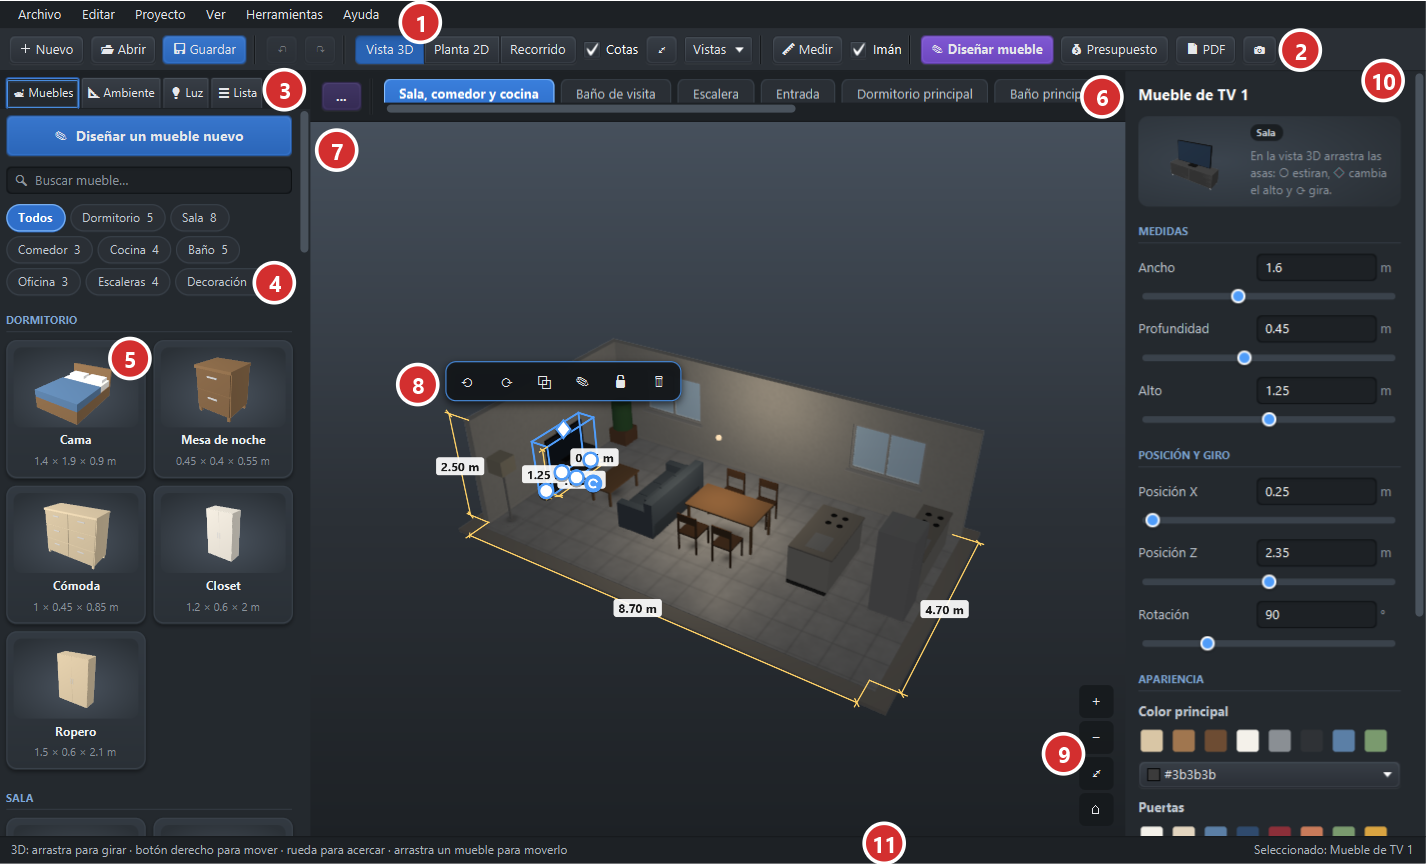 Archivo Editar Proyecto Ver Herramientas Ayuda
1
+ Nuevo Abrir Guardar Vista 3D Planta 2D Recorrido Cotas Vistas Medir Imán Diseñar mueble Presupuesto PDF
2
Muebles Ambiente Luz Lista
3
... Sala, comedor y cocina Baño de visita Escalera Entrada Dormitorio principal Baño princip
6
10
Diseñar un mueble nuevo
7
Buscar mueble...
Todos Dormitorio 5 Sala 8
Comedor 3 Cocina 4 Baño 5
Oficina 3 Escaleras 4 Decoración
4
DORMITORIO
5
Cama
1.4 × 1.9 × 0.9 m
Mesa de noche
0.45 × 0.4 × 0.55 m
Cómoda
1 × 0.45 × 0.85 m
Closet
1.2 × 0.6 × 2 m
Ropero
1.5 × 0.6 × 2.1 m
SALA
8
2.50 m
1.25
m
8.70 m
4.70 m
+
−
9
Mueble de TV 1
Sala
En la vista 3D arrastra las
asas: O estiran, ◇ cambia
el alto y ⟳ gira.
MEDIDAS
Ancho 1.6 m
Profundidad 0.45 m
Alto 1.25 m
POSICIÓN Y GIRO
Posición X 0.25 m
Posición Z 2.35 m
Rotación 90 °
APARIENCIA
Color principal
#3b3b3b
Puertas
3D: arrastra para girar · botón derecho para mover · rueda para acercar · arrastra un mueble para moverlo
11
Seleccionado: Mueble de TV 1